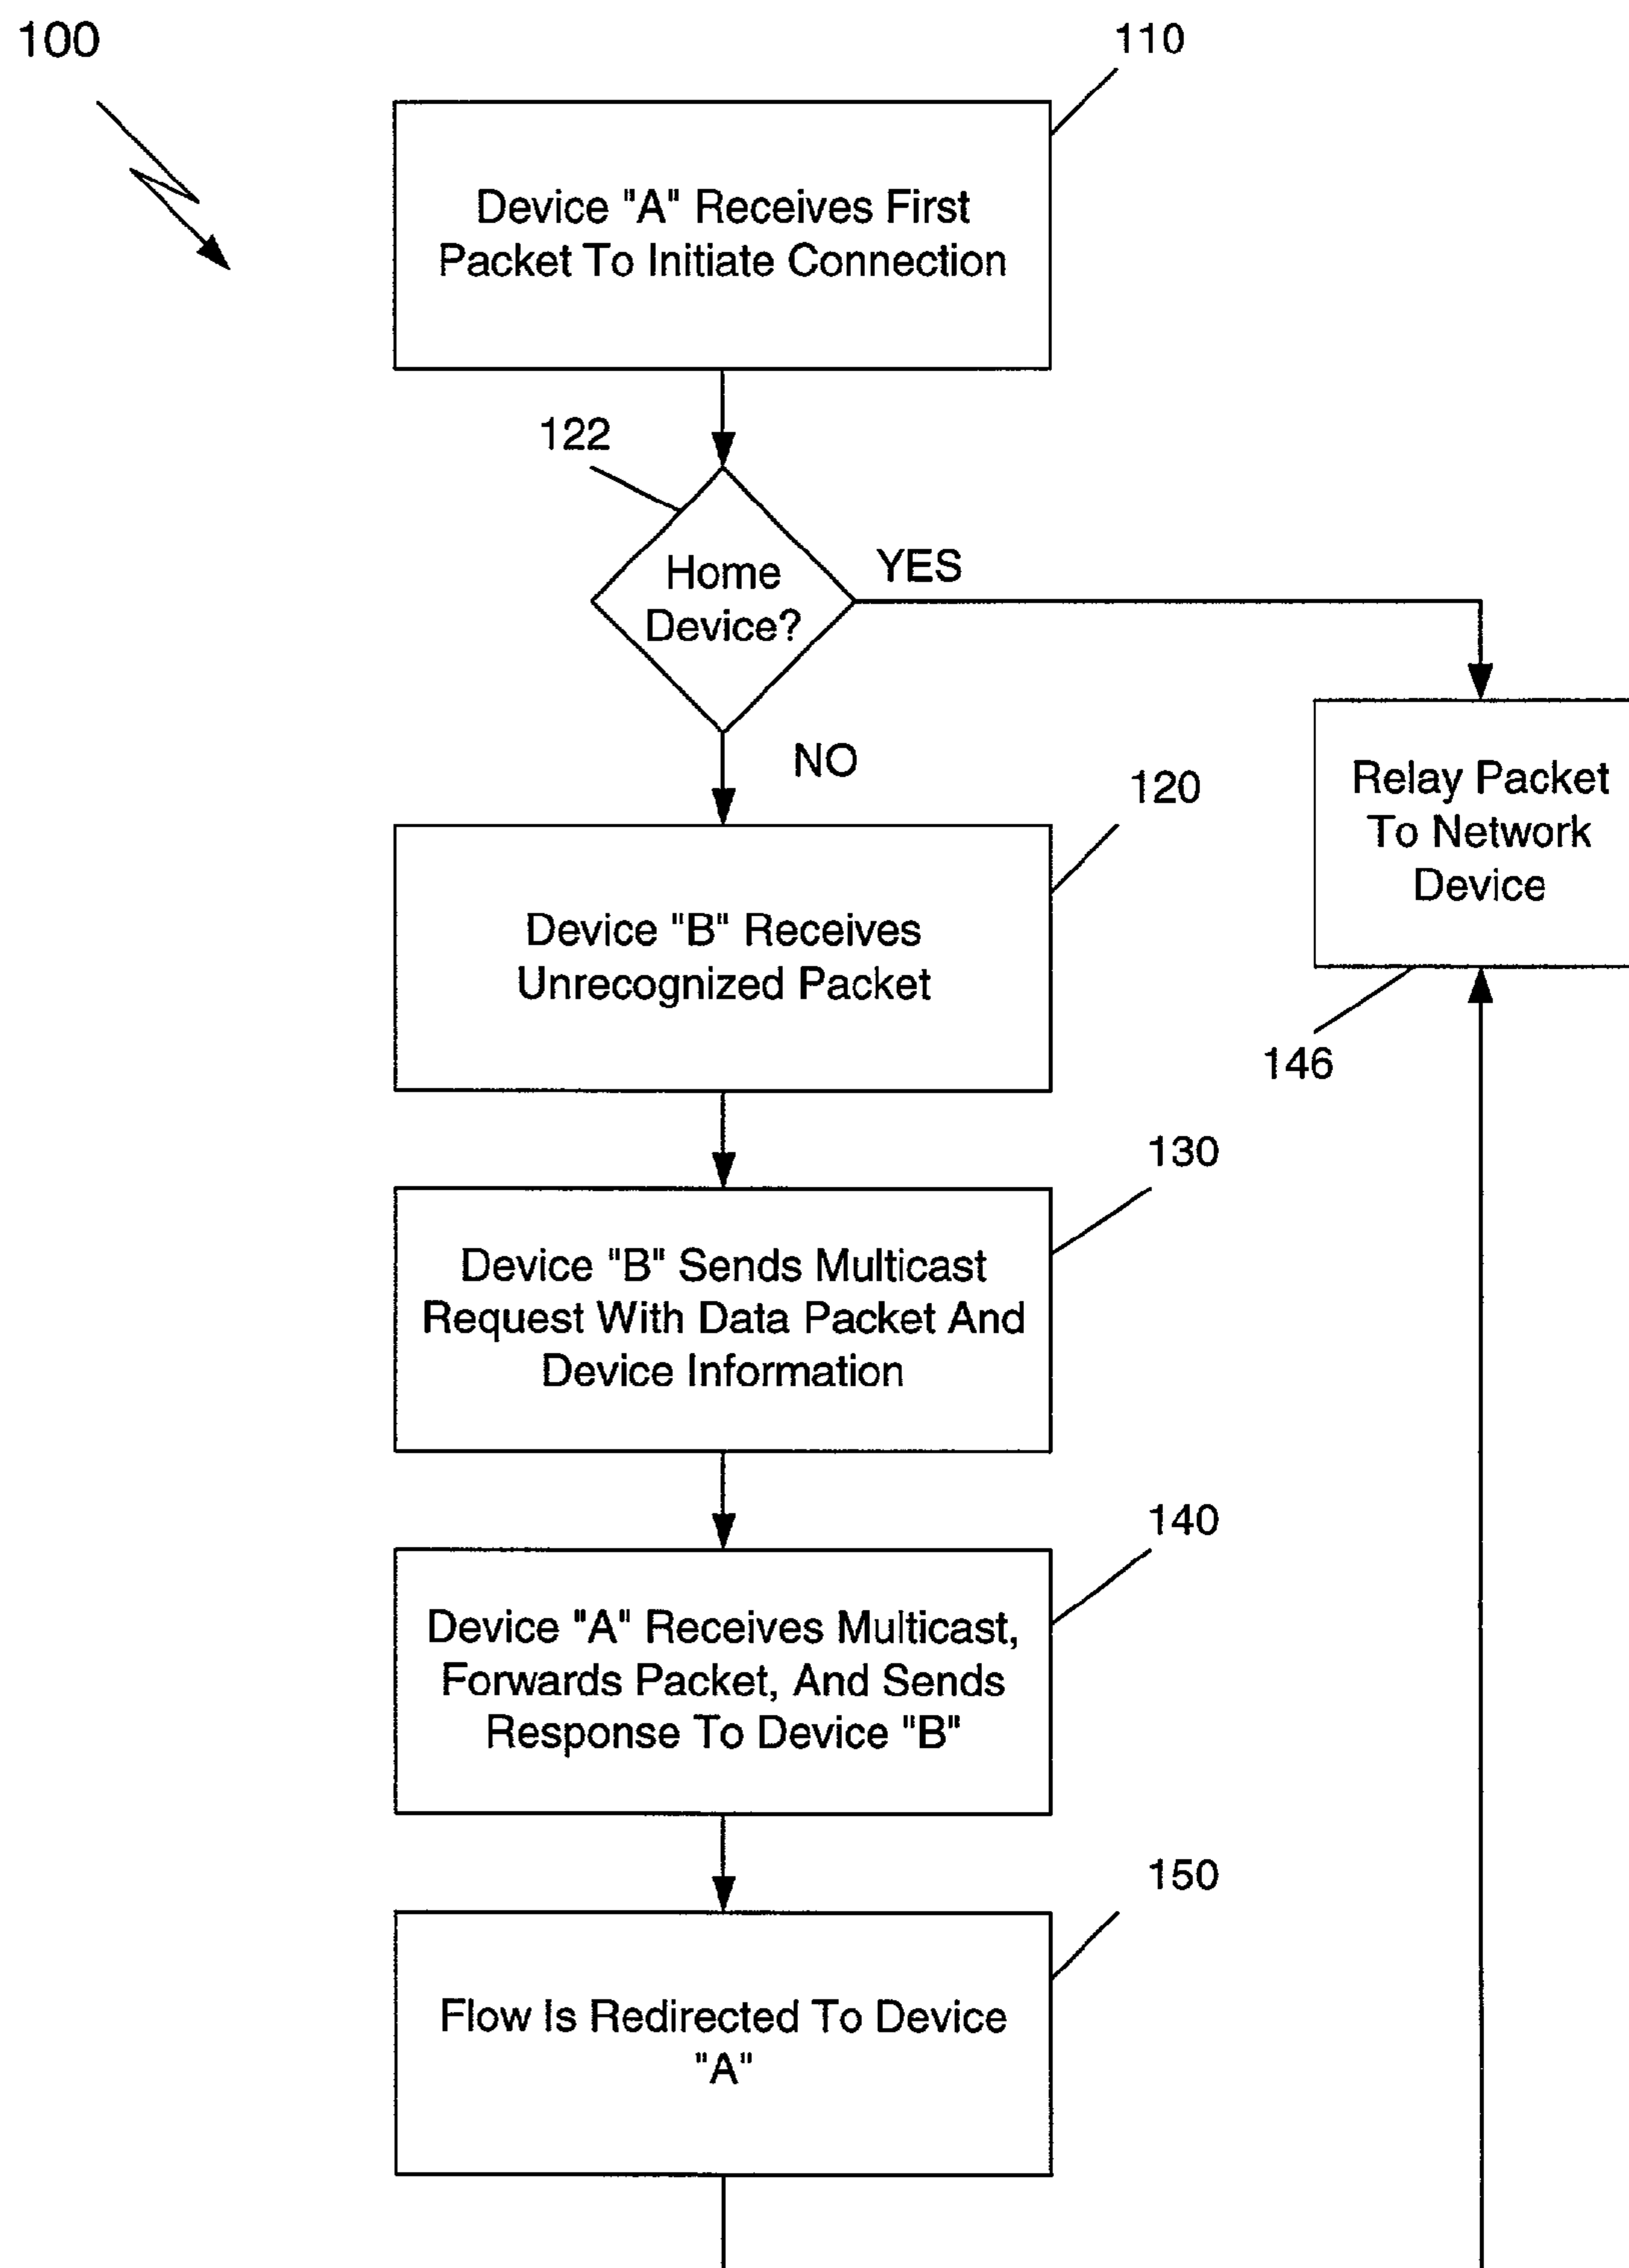 100
110
Device "A" Receives First
Packet To Initiate Connection
122
Home
Device?
YES
NO
120
Relay Packet
To Network
Device
146
Device "B" Receives
Unrecognized Packet
130
Device "B" Sends Multicast
Request With Data Packet And
Device Information
140
Device "A" Receives Multicast,
Forwards Packet, And Sends
Response To Device "B"
150
Flow Is Redirected To Device
"A"